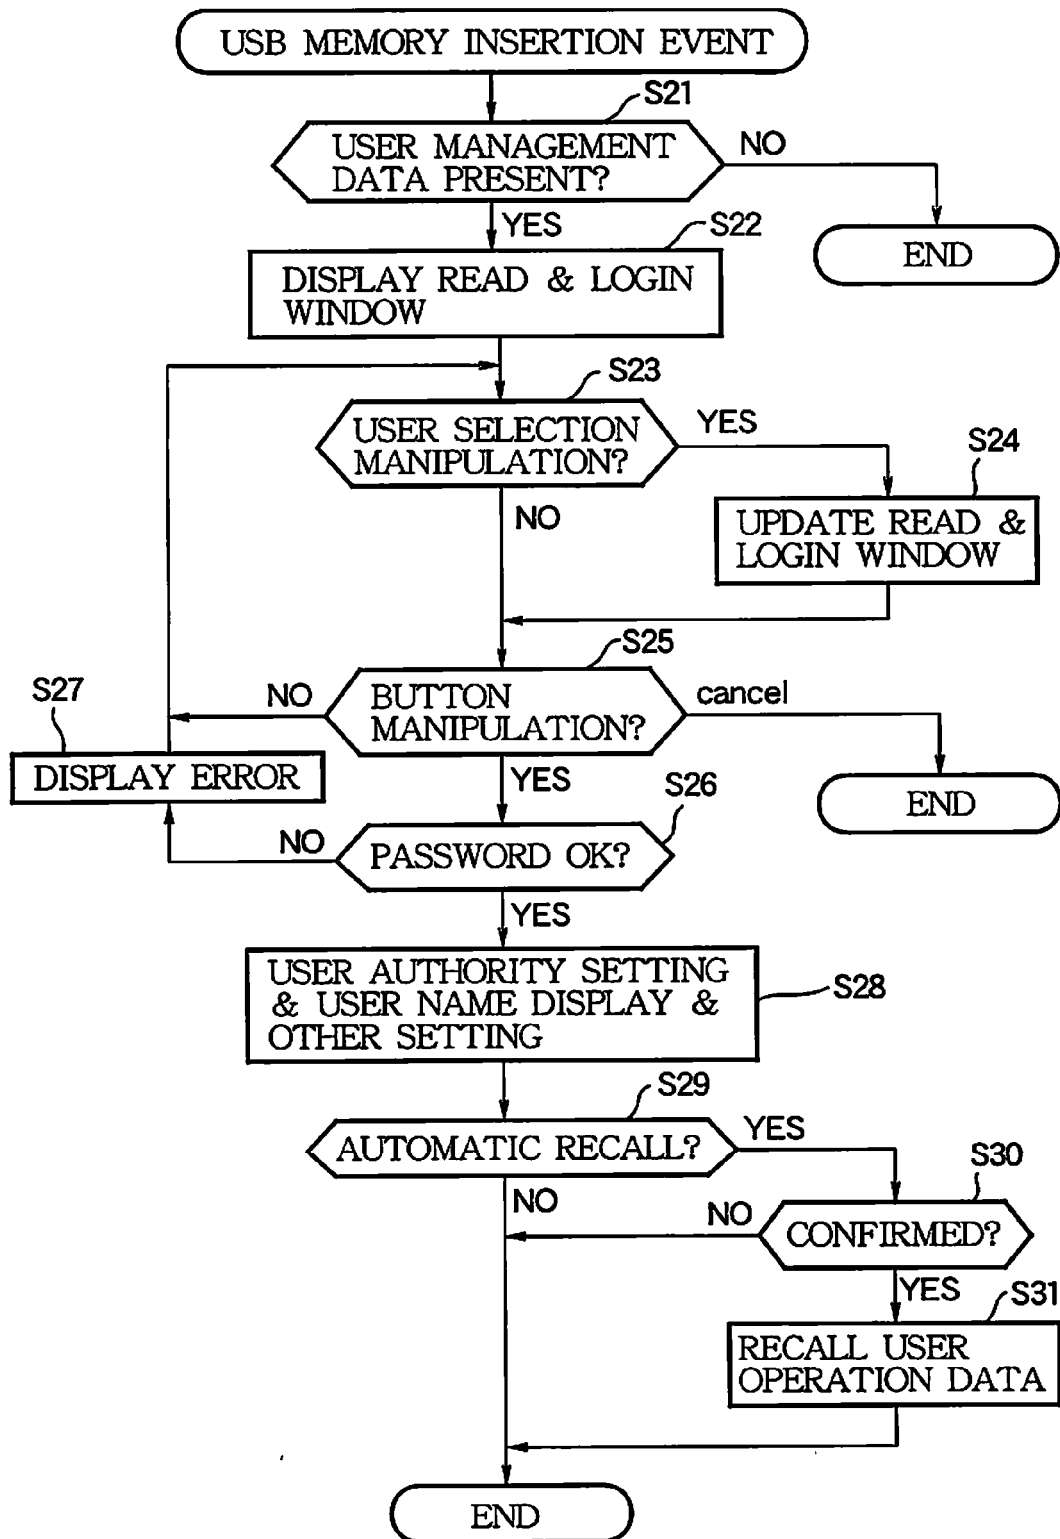 USB MEMORY INSERTION EVENT
S21
USER MANAGEMENT
DATA PRESENT?
NO
YES
END
S22
DISPLAY READ & LOGIN
WINDOW
S23
USER SELECTION
MANIPULATION?
YES
NO
S24
UPDATE READ &
LOGIN WINDOW
S25
BUTTON
MANIPULATION?
NO
cancel
YES
S27
DISPLAY ERROR
END
S26
PASSWORD OK?
NO
YES
USER AUTHORITY SETTING
& USER NAME DISPLAY &
OTHER SETTING
S28
S29
AUTOMATIC RECALL?
YES
NO
S30
CONFIRMED?
NO
YES
S31
RECALL USER
OPERATION DATA
END